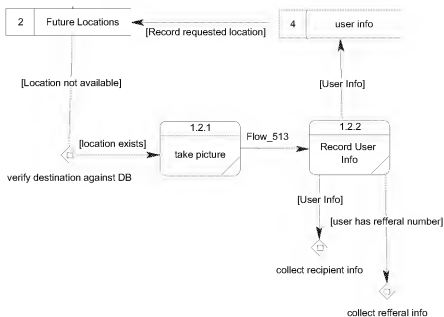 2 Future Locations
4 user info
[Record requested location]
[Location not available]
[User Info]
1.2.1
take picture
Flow_513
1.2.2
Record User
Info
[location exists]
verify destination against DB
[User Info]
[user has refferal number]
collect recipient info
collect refferal info